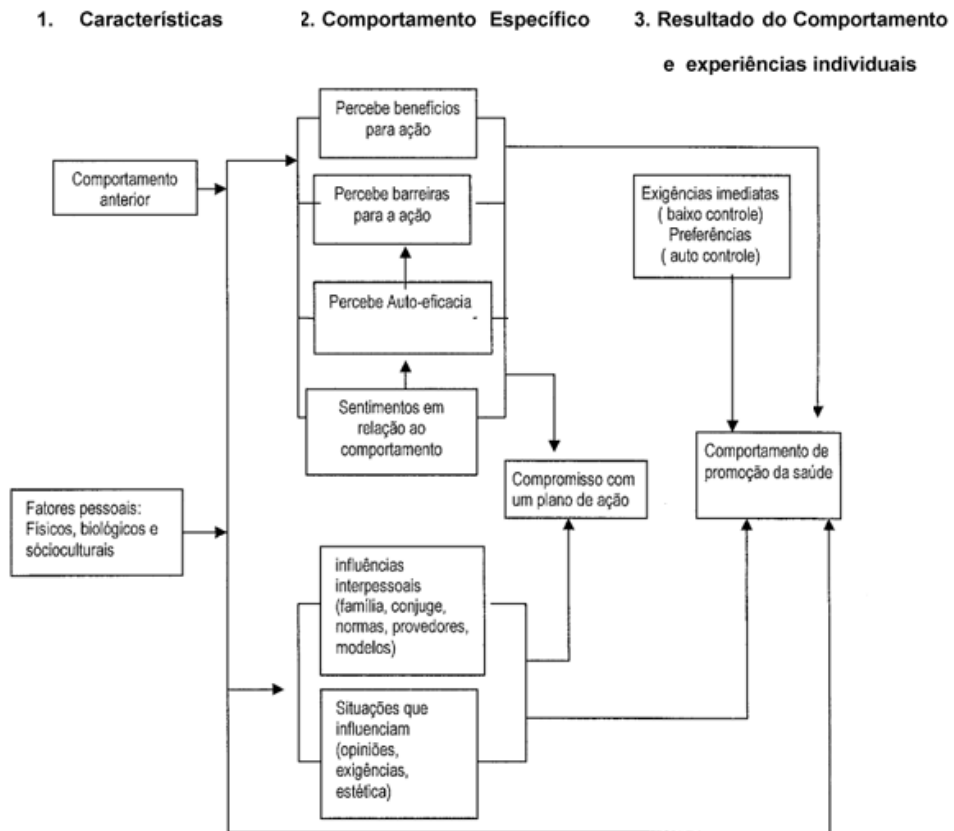 1. Características
2. Comportamento Específico
3. Resultado do Comportamento
e experiências individuais
Percebe benefícios
para ação
Comportamento
anterior
Percebe barreiras
para a ação
Exigências imediatas
( baixo controle)
Preferências
( auto controle)
Percebe Auto-eficacia
Sentimentos em
relação ao
comportamento
Comportamento de
promoção da saúde
Compromisso com
um plano de ação
Fatores pessoais:
Físicos, biológicos e
sócioculturais
influências
interpessoais
(família, conjuge,
normas, provedores,
modelos)
Situações que
influenciam
(opiniões,
exigências,
estética)